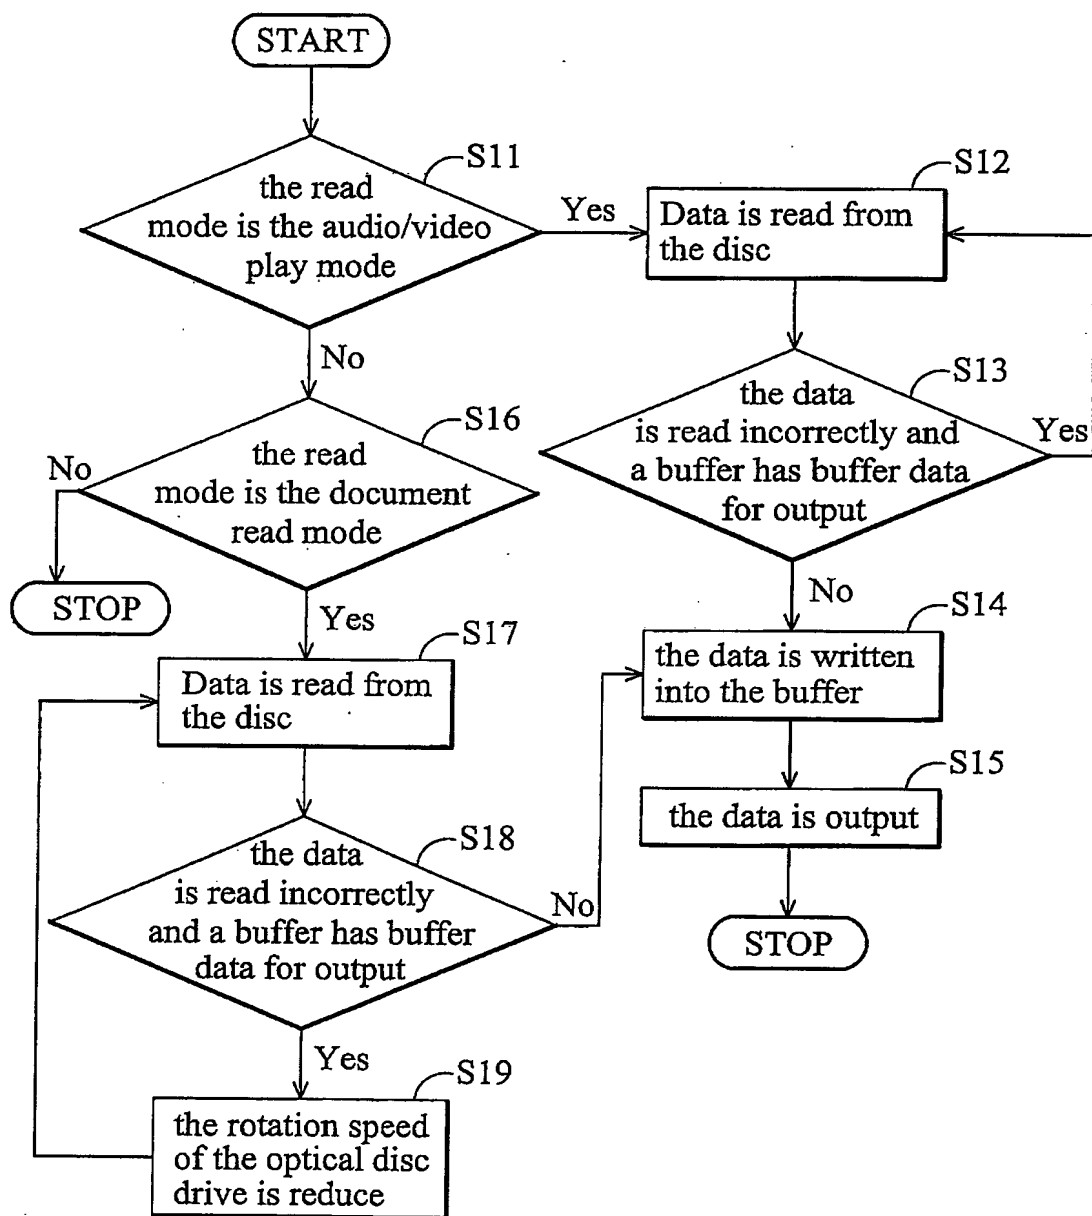 START
S11
the read
mode is the audio/video
play mode
Yes
S12
Data is read from
the disc
No
S13
the data
is read incorrectly and
a buffer has buffer data
for output
Yes
S16
the read
mode is the document
read mode
No
STOP
Yes
No
S14
the data is written
into the buffer
S17
Data is read from
the disc
S15
the data is output
S18
the data
is read incorrectly
and a buffer has buffer
data for output
No
STOP
Yes
S19
the rotation speed
of the optical disc
drive is reduce